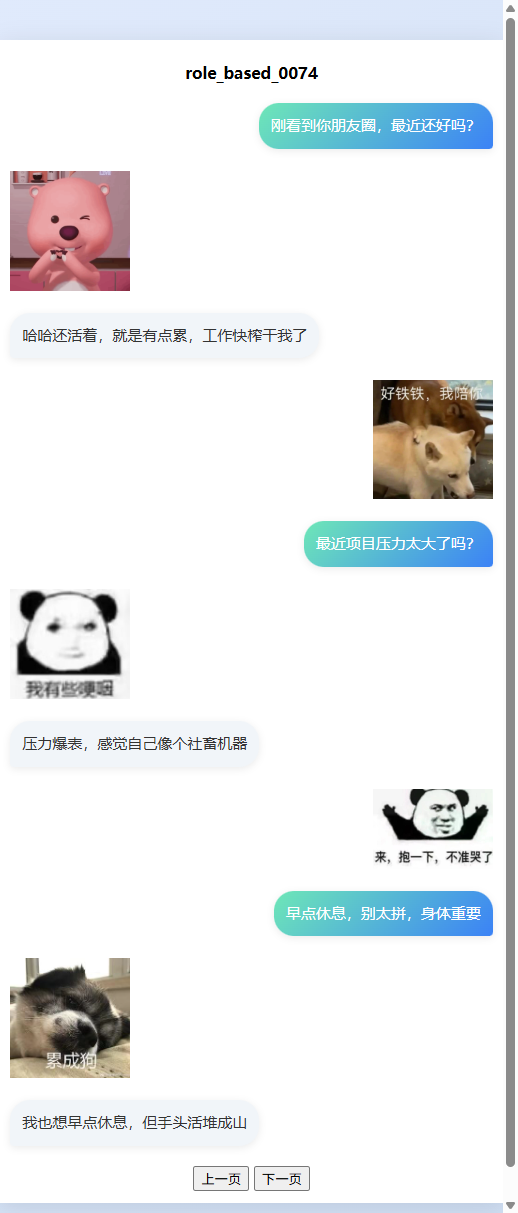 role_based_0074
刚看到你朋友圈，最近还好吗？
哈哈还活着，就是有点累，工作快榨干我了
好铁铁，我陪你
最近项目压力太大了吗？
我有些哽咽
压力爆表，感觉自己像个社畜机器
来，抱一下，不准哭了
早点休息，别太拼，身体重要
累成狗
我也想早点休息，但手头活堆成山
上一页 下一页